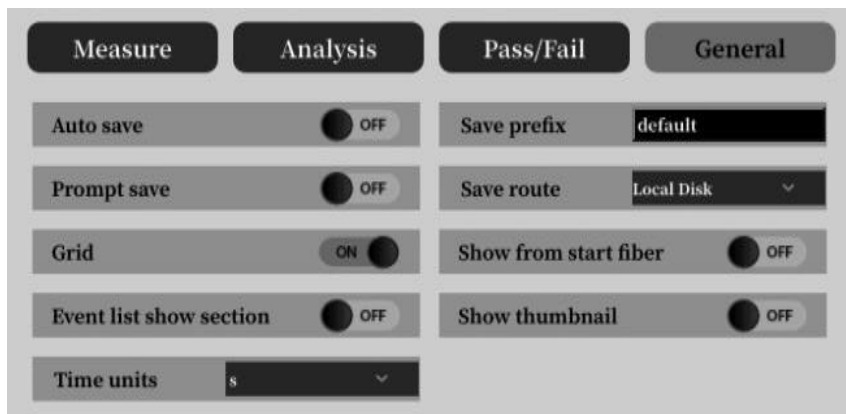 Measure Analysis Pass/Fail General
Auto save OFF Save prefix default
Prompt save OFF Save route Local Disk
Grid ON Show from start fiber OFF
Event list show section OFF Show thumbnail OFF
Time units s